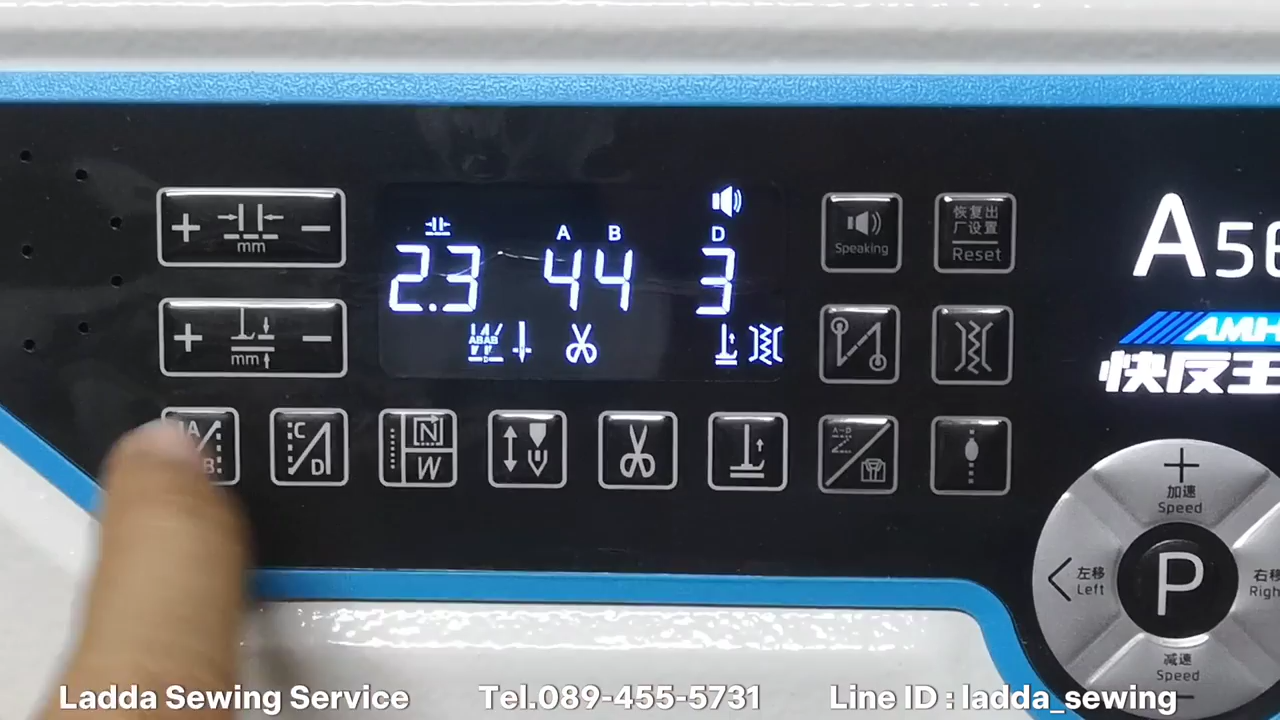 + mm −
A B D
2.3 44 3
Speaking
恢复出
厂设置
Reset
A56
AMH
快反王
+ mm −
A
B
C
D
N
W
A-D
+
加速
Speed
左移
Left
P
右移
减速
Speed
−
Ladda Sewing Service Tel.089-455-5731 Line ID : ladda_sewing